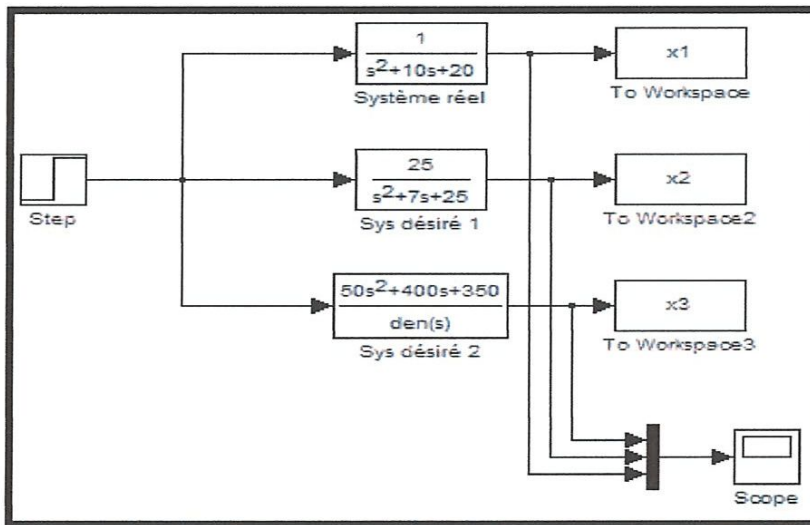 1
s²+10s+20
Système réel
x1
To Workspace
Step
25
s²+7s+25
Sys désiré 1
x2
To Workspace2
50s²+400s+350
den(s)
Sys désiré 2
x3
To Workspace3
Scope